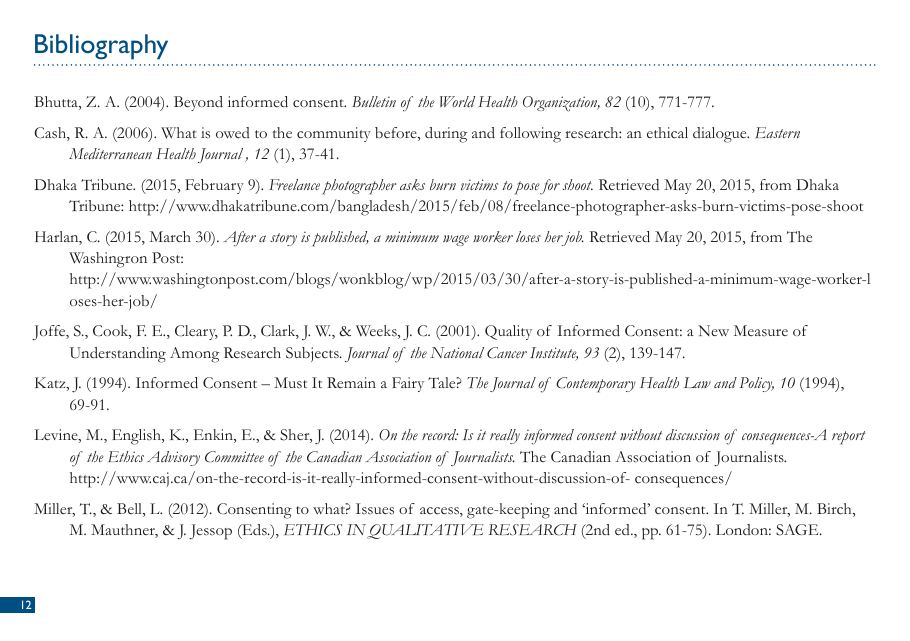 Bibliography
Bhutta, Z. A. (2004). Beyond informed consent. Bulletin of the World Health Organization, 82 (10), 771-777.
Cash, R. A. (2006). What is owed to the community before, during and following research: an ethical dialogue. Eastern
Mediterranean Health Journal , 12 (1), 37-41.
Dhaka Tribune. (2015, February 9). Freelance photographer asks burn victims to pose for shoot. Retrieved May 20, 2015, from Dhaka
Tribune: http://www.dhakatribune.com/bangladesh/2015/feb/08/freelance-photographer-asks-burn-victims-pose-shoot
Harlan, C. (2015, March 30). After a story is published, a minimum wage worker loses her job. Retrieved May 20, 2015, from The
Washingron Post:
http://www.washingtonpost.com/blogs/wonkblog/wp/2015/03/30/after-a-story-is-published-a-minimum-wage-worker-l
oses-her-job/
Joffe, S., Cook, F. E., Cleary, P. D., Clark, J. W., & Weeks, J. C. (2001). Quality of Informed Consent: a New Measure of
Understanding Among Research Subjects. Journal of the National Cancer Institute, 93 (2), 139-147.
Katz, J. (1994). Informed Consent – Must It Remain a Fairy Tale? The Journal of Contemporary Health Law and Policy, 10 (1994),
69-91.
Levine, M., English, K., Enkin, E., & Sher, J. (2014). On the record: Is it really informed consent without discussion of consequences-A report
of the Ethics Advisory Committee of the Canadian Association of Journalists. The Canadian Association of Journalists.
http://www.caj.ca/on-the-record-is-it-really-informed-consent-without-discussion-of- consequences/
Miller, T., & Bell, L. (2012). Consenting to what? Issues of access, gate-keeping and ‘informed’ consent. In T. Miller, M. Birch,
M. Mauthner, & J. Jessop (Eds.), ETHICS IN QUALITATIVE RESEARCH (2nd ed., pp. 61-75). London: SAGE.
12